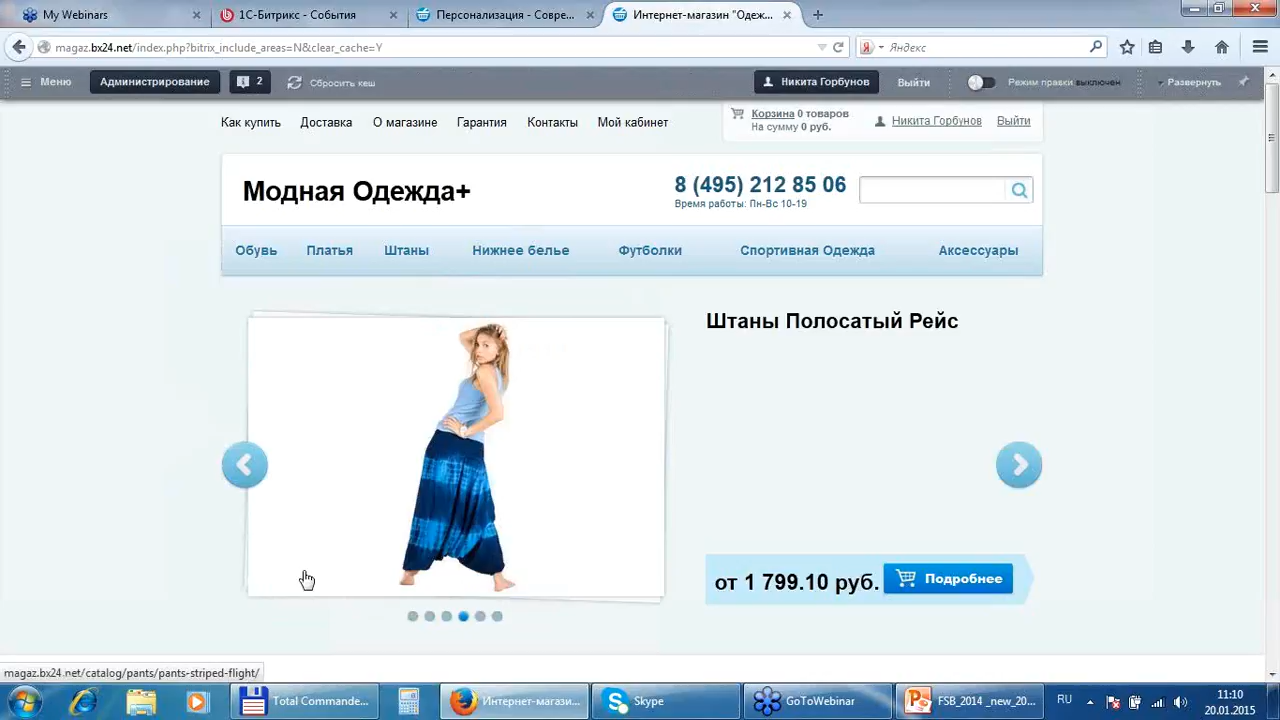 My Webinars
1С-Битрикс - События
Персонализация - Совре...
Интернет-магазин "Одеж...
magaz.bx24.net/index.php?bitrix_include_areas=N&clear_cache=Y
Яндекс
Меню
Администрирование
2
Сбросить кеш
Никита Горбунов
Выйти
Режим правки выключен
Развернуть
Как купить
Доставка
О магазине
Гарантия
Контакты
Мой кабинет
Корзина 0 товаров
На сумму 0 руб.
Никита Горбунов
Выйти
Модная Одежда+
8 (495) 212 85 06
Время работы: Пн-Вс 10-19
Обувь
Платья
Штаны
Нижнее белье
Футболки
Спортивная Одежда
Аксессуары
Штаны Полосатый Рейс
от 1 799.10 руб.
Подробнее
magaz.bx24.net/catalog/pants/pants-striped-flight/
Total Commande...
Интернет-магази...
Skype
GoToWebinar
FSB_2014 _new_20...
RU
11:10
20.01.2015